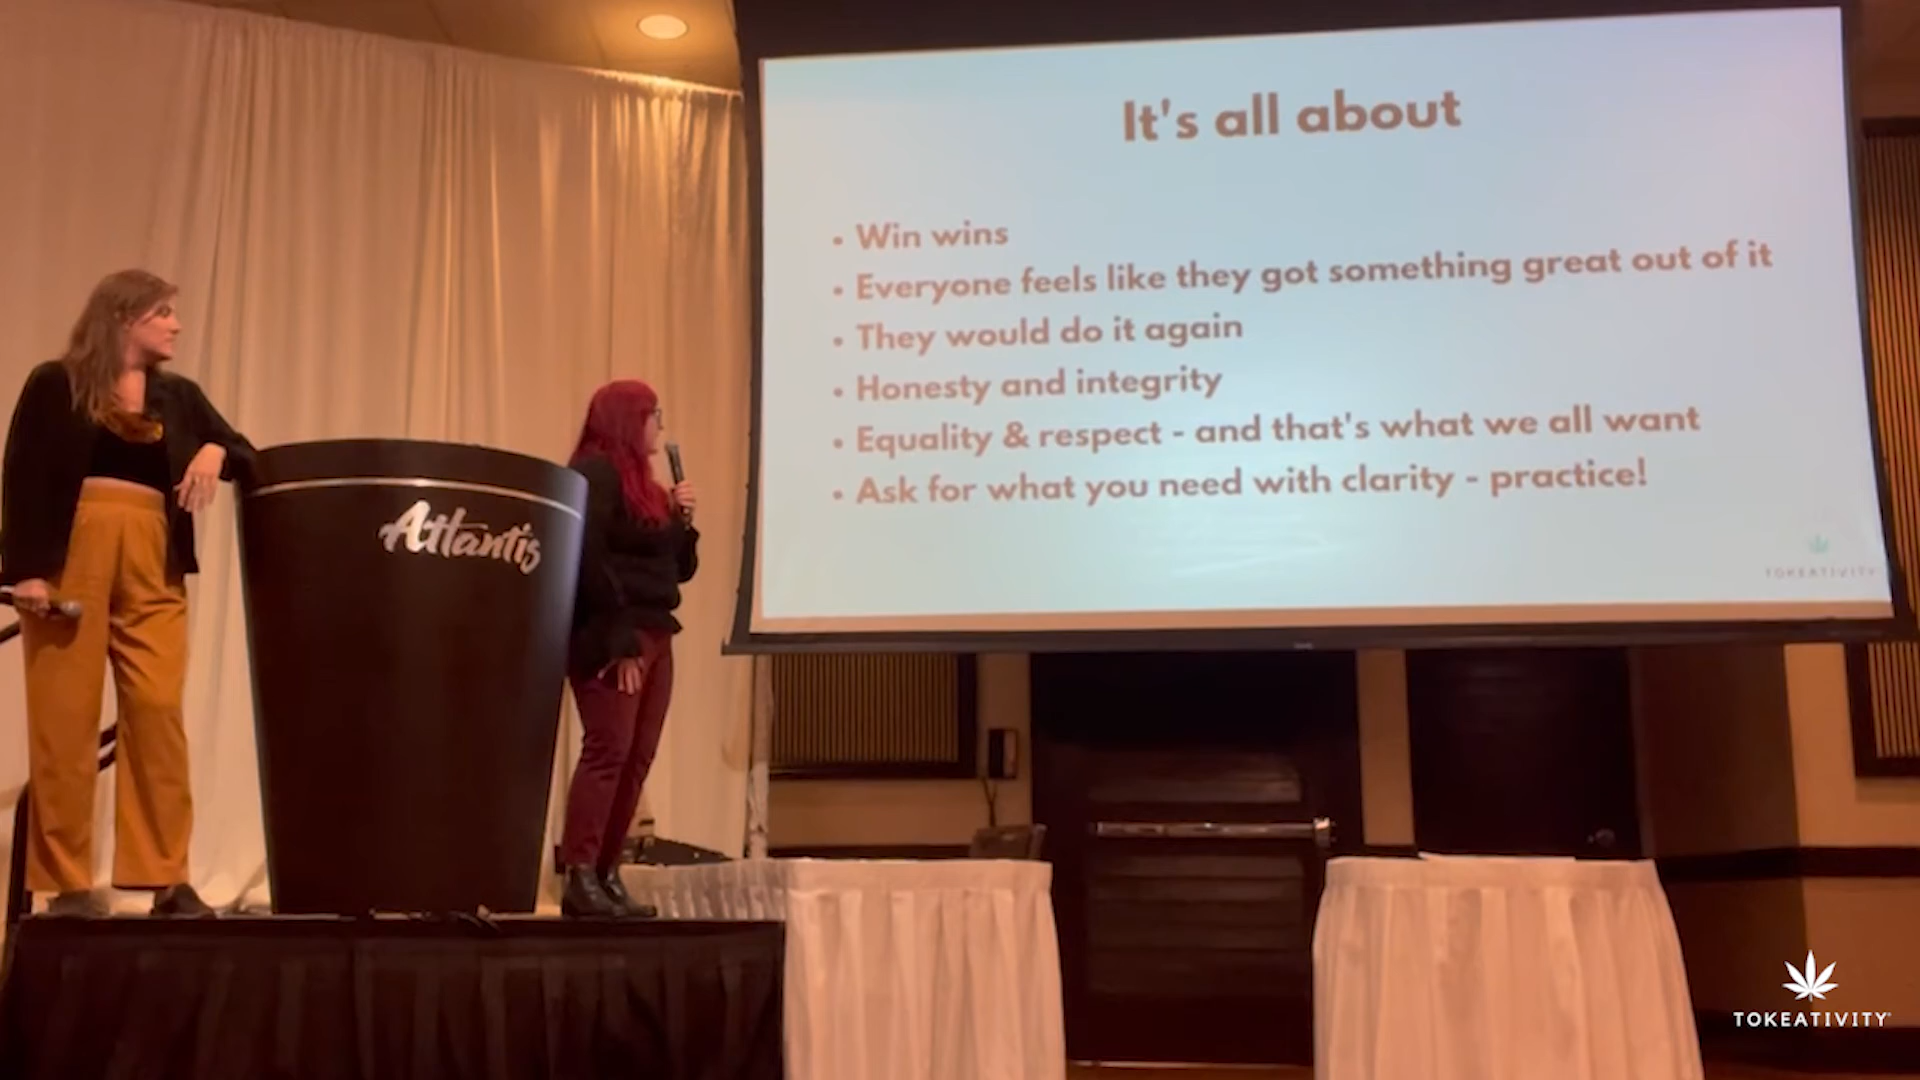 It's all about
• Win wins
• Everyone feels like they got something great out of it
• They would do it again
• Honesty and integrity
• Equality & respect - and that's what we all want
• Ask for what you need with clarity - practice!
TOKEATIVITY
Atlantis
TOKEATIVITY